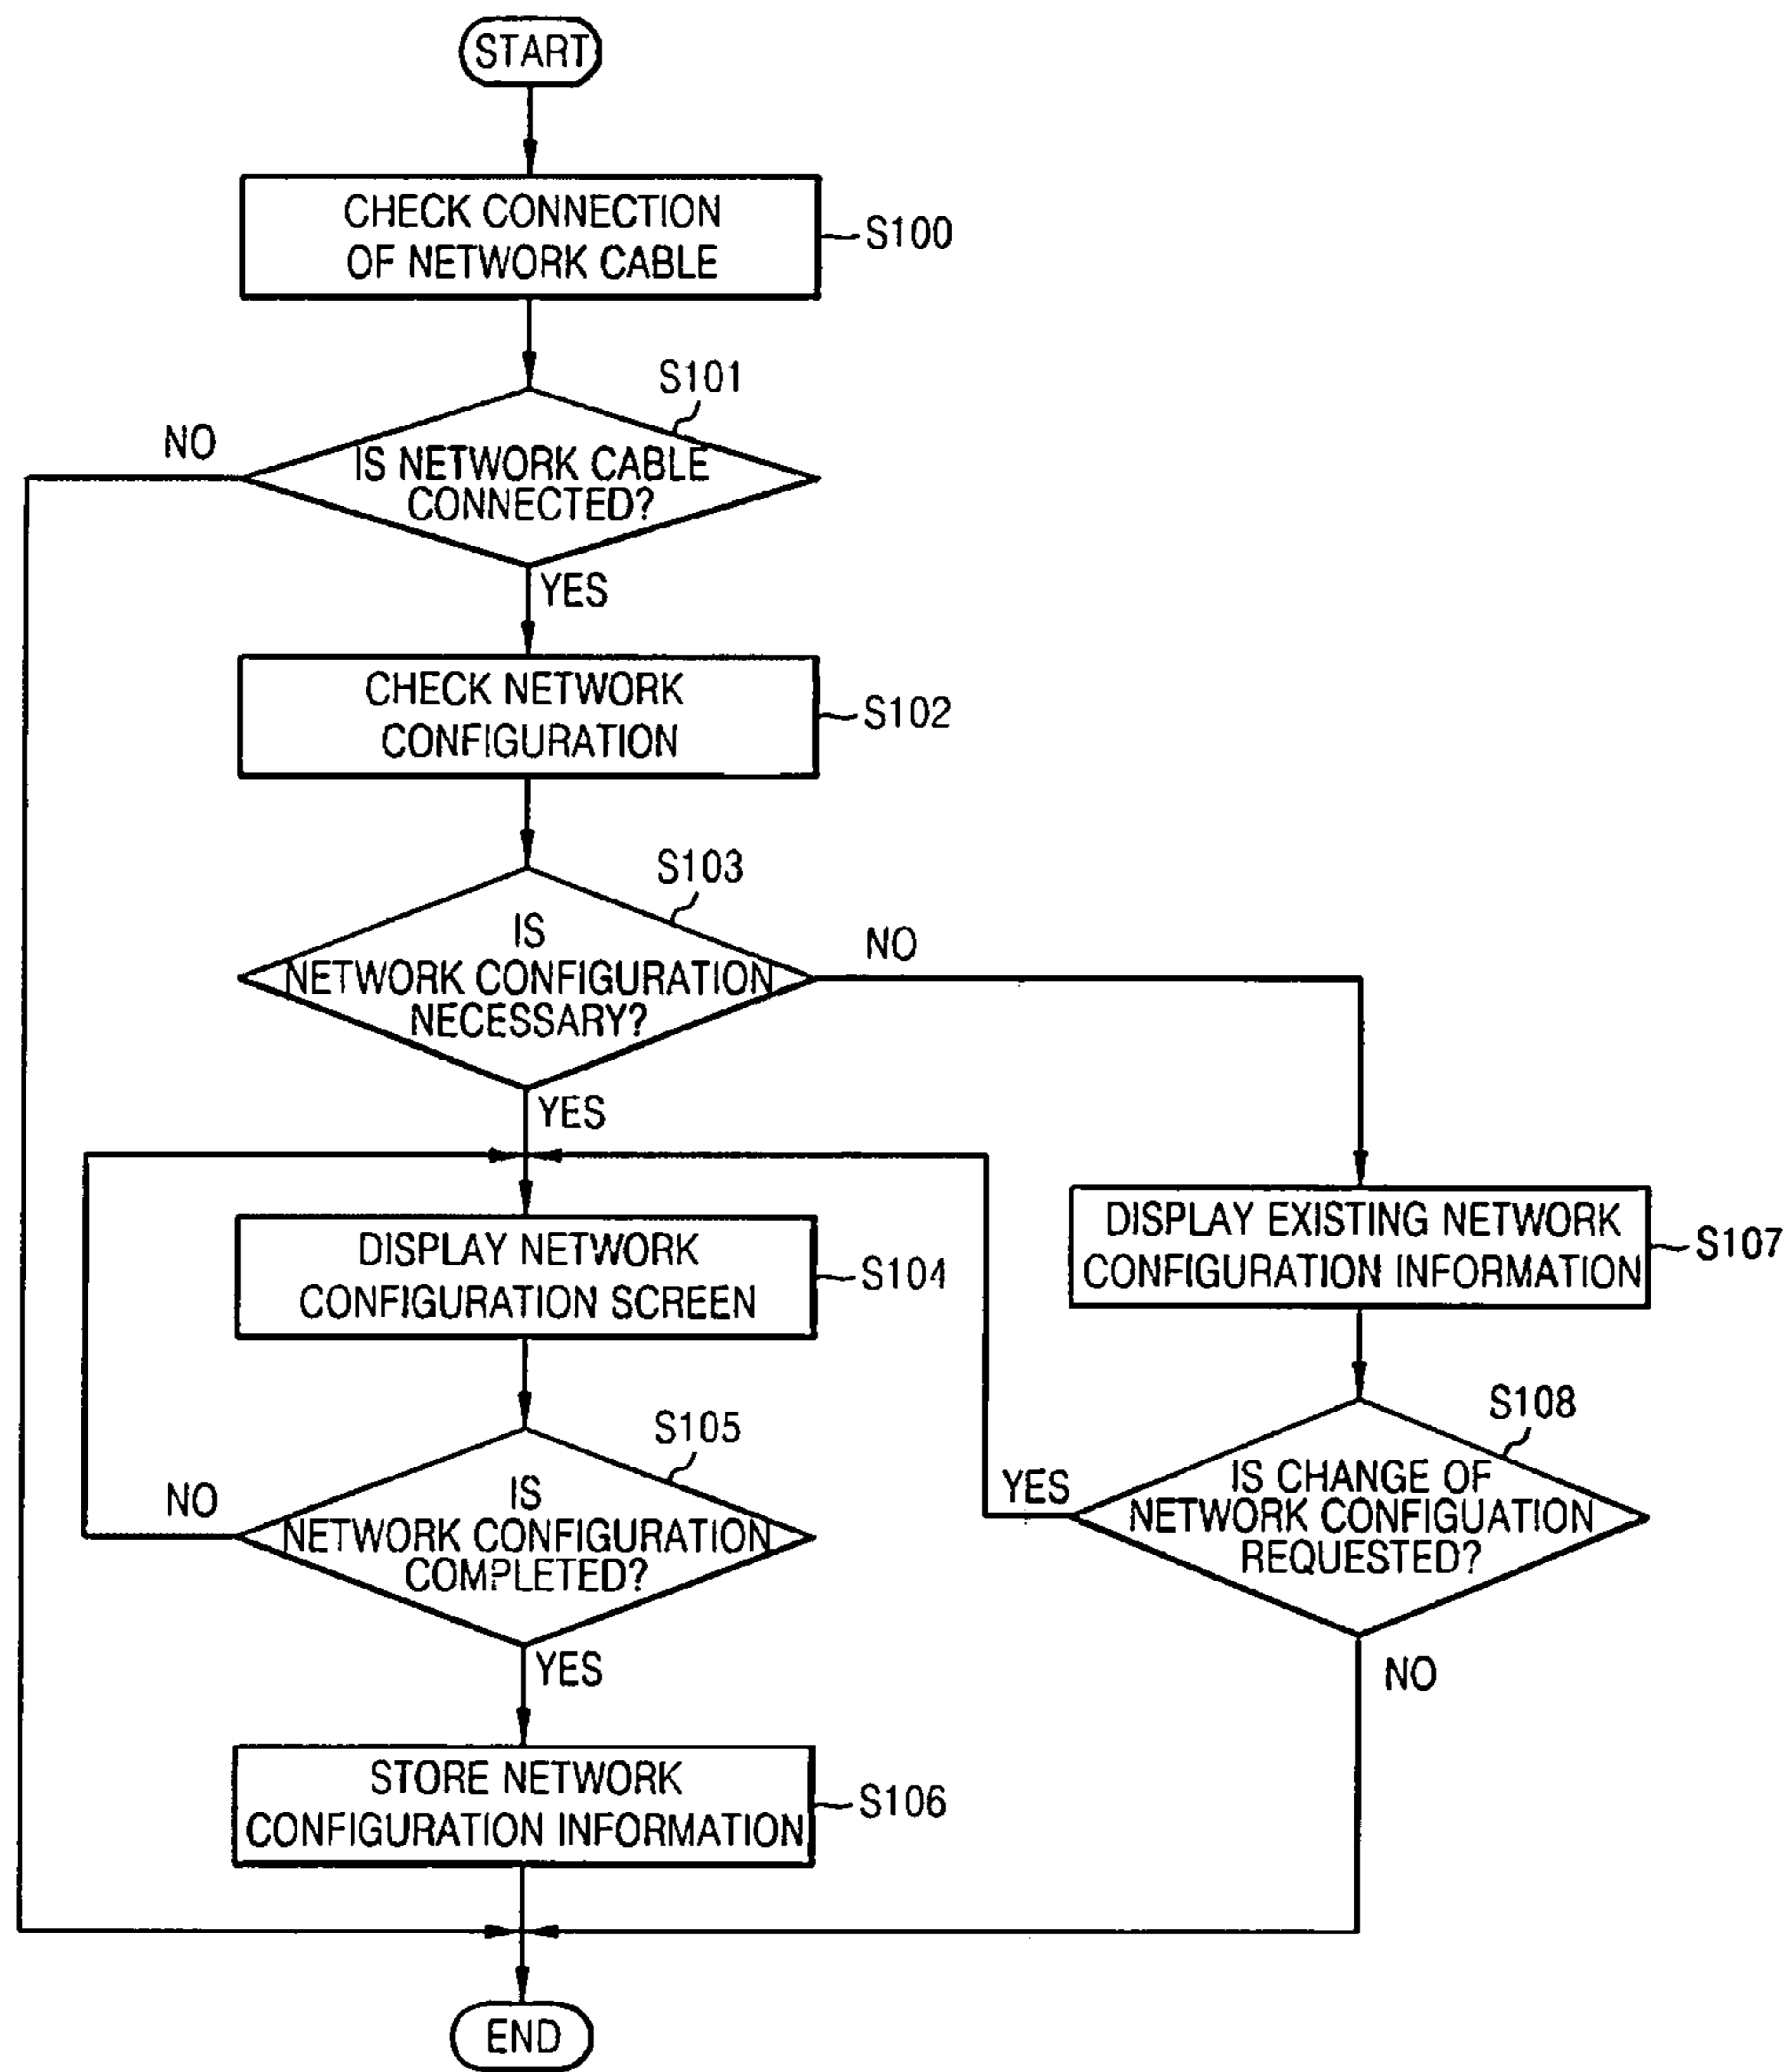 START
CHECK CONNECTION
OF NETWORK CABLE
S100
S101
NO
IS NETWORK CABLE
CONNECTED?
YES
CHECK NETWORK
CONFIGURATION
S102
S103
IS
NETWORK CONFIGURATION
NECESSARY?
NO
YES
DISPLAY NETWORK
CONFIGURATION SCREEN
S104
DISPLAY EXISTING NETWORK
CONFIGURATION INFORMATION
S107
S105
NO
IS
NETWORK CONFIGURATION
COMPLETED?
S108
YES
IS CHANGE OF
NETWORK CONFIGUATION
REQUESTED?
YES
NO
STORE NETWORK
CONFIGURATION INFORMATION
S106
END